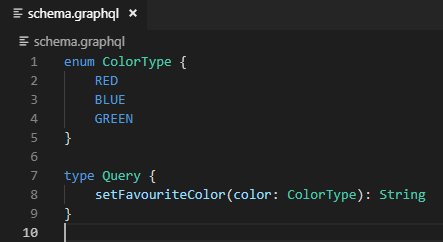 schema.graphql ×
schema.graphql
1 enum ColorType {
2     RED
3     BLUE
4     GREEN
5 }
6
7 type Query {
8     setFavouriteColor(color: ColorType): String
9 }
10